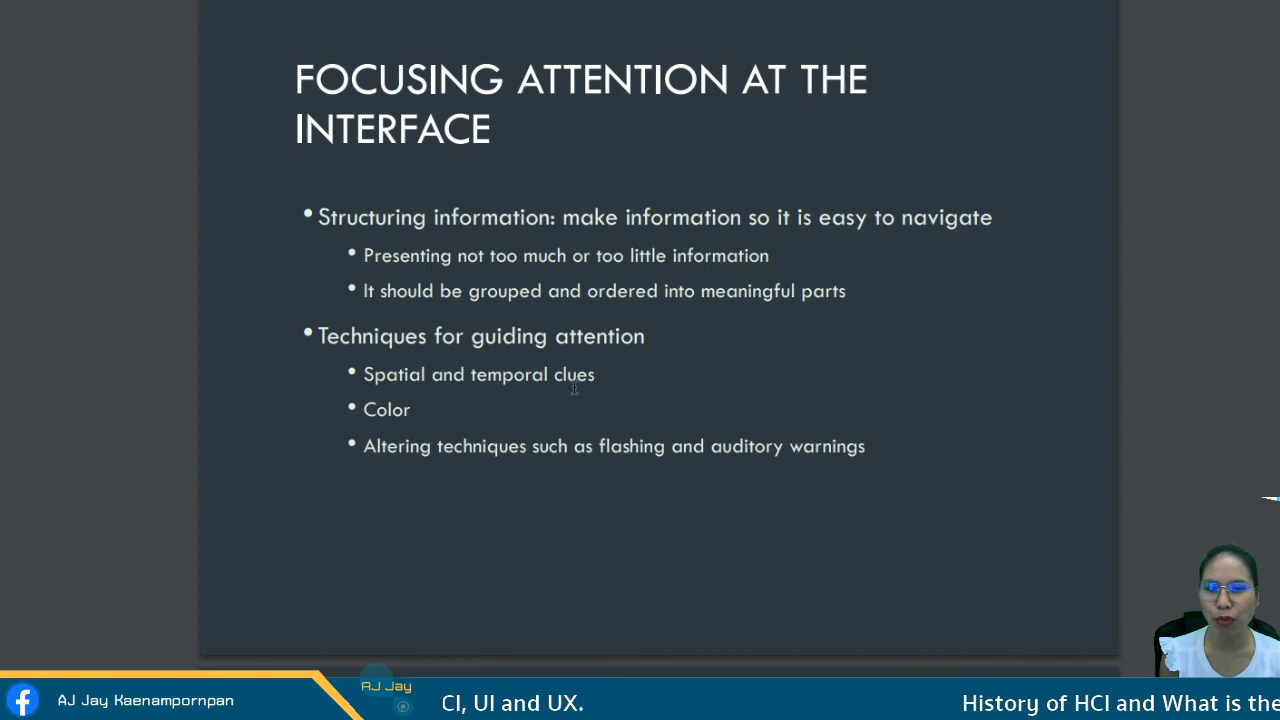 FOCUSING ATTENTION AT THE
INTERFACE
•Structuring information: make information so it is easy to navigate
• Presenting not too much or too little information
• It should be grouped and ordered into meaningful parts
•Techniques for guiding attention
• Spatial and temporal clues
• Color
• Altering techniques such as flashing and auditory warnings
AJ Jay Kaenampornpan
AJ Jay
CI, UI and UX.
History of HCI and What is the